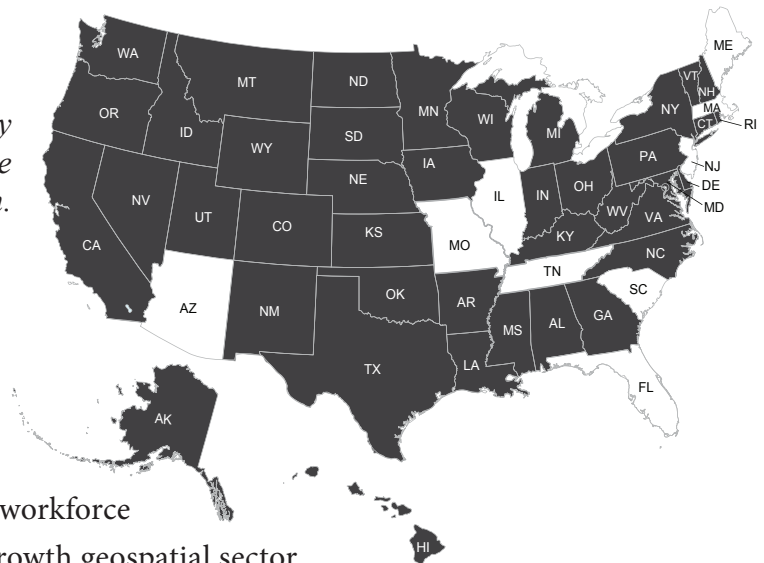 ME
WA
VT
MT
ND
NH
MN
OR
NY
MA
y
WI
ID
SD
CT
RI
MI
e
WY
PA
IA
NJ
n.
NE
OH
DE
NV
IN
IL
MD
UT
WV
VA
CO
KS
KY
CA
MO
NC
TN
SC
OK
AR
AZ
NM
GA
MS
AL
LA
TX
FL
AK
workforce
rowth geospatial sector
HI